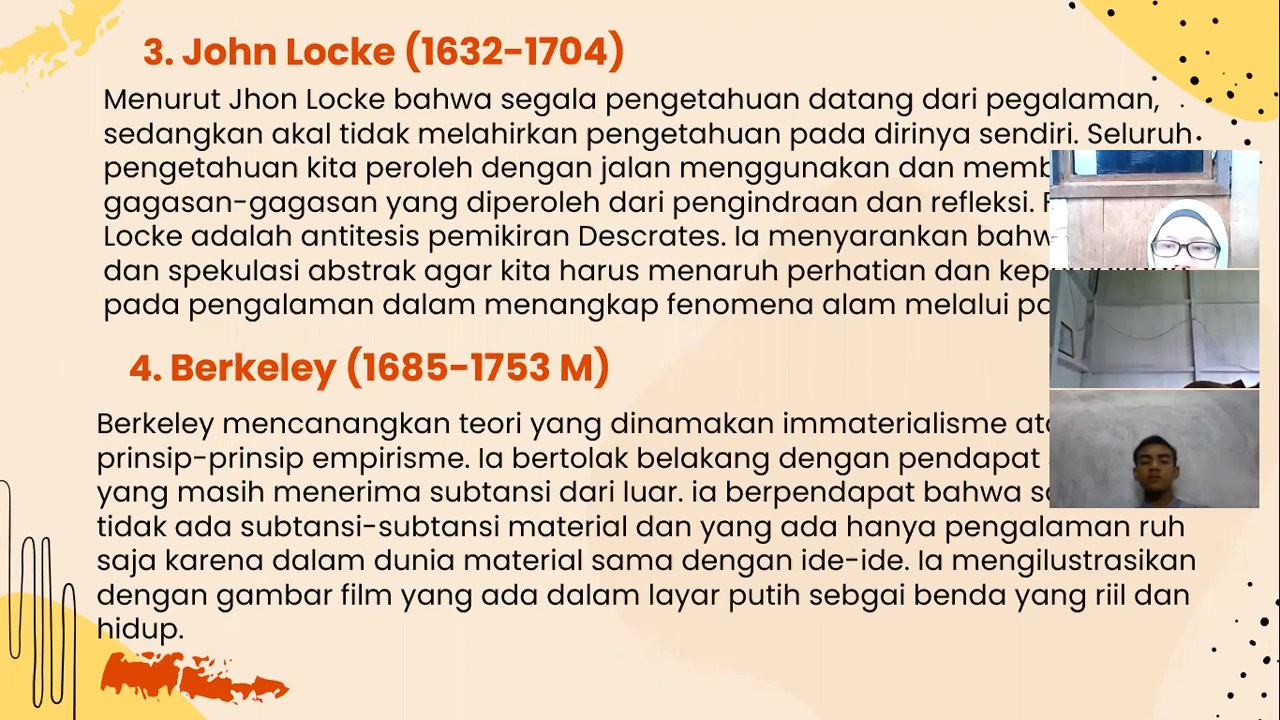 3. John Locke (1632-1704)
Menurut Jhon Locke bahwa segala pengetahuan datang dari pegalaman,
sedangkan akal tidak melahirkan pengetahuan pada dirinya sendiri. Seluruh
pengetahuan kita peroleh dengan jalan menggunakan dan
gagasan-gagasan yang diperoleh dari pengindraan dan refleksi.
Locke adalah antitesis pemikiran Descrates. Ia menyarankan
dan spekulasi abstrak agar kita harus menaruh perhatian dan
pada pengalaman dalam menangkap fenomena alam melalui
4. Berkeley (1685-1753 M)
Berkeley mencanangkan teori yang dinamakan immaterialisme
prinsip-prinsip empirisme. Ia bertolak belakang dengan pendapat
yang masih menerima subtansi dari luar. ia berpendapat bahwa
tidak ada subtansi-subtansi material dan yang ada hanya pengalaman ruh
saja karena dalam dunia material sama dengan ide-ide. Ia mengilustrasikan
dengan gambar film yang ada dalam layar putih sebgai benda yang riil dan
hidup.